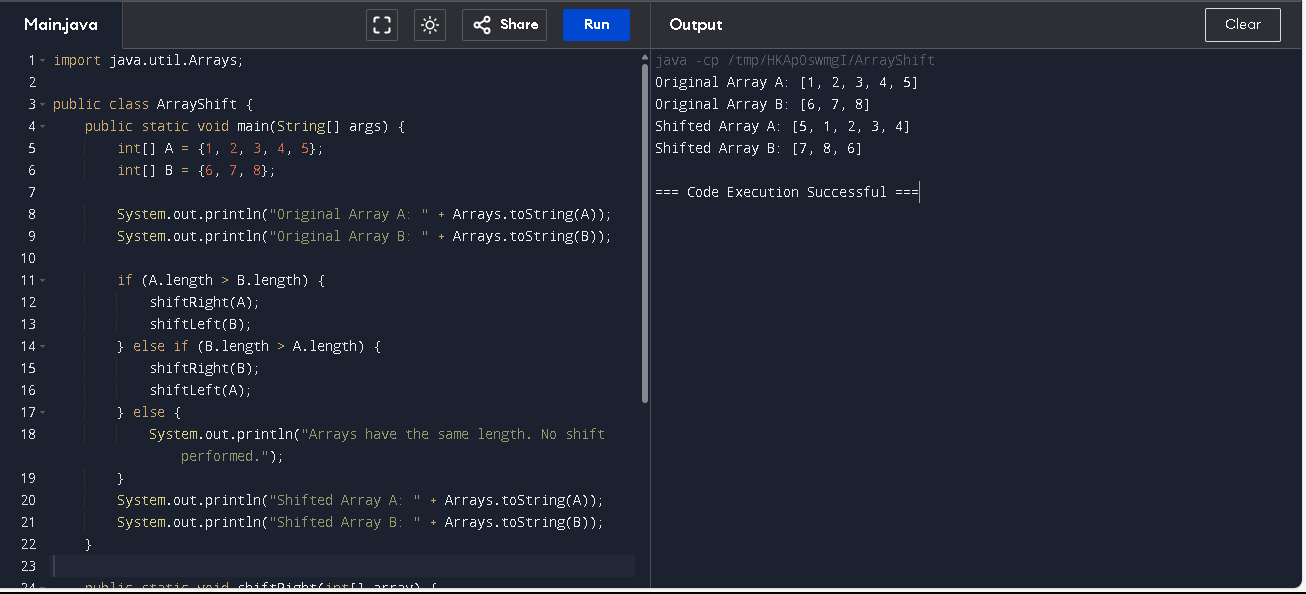 Main.java
Share
Run
Output
Clear
1 import java.util.Arrays;
2
3 public class ArrayShift {
4     public static void main(String[] args) {
5         int[] A = {1, 2, 3, 4, 5};
6         int[] B = {6, 7, 8};
7
8         System.out.println("Original Array A: " + Arrays.toString(A));
9         System.out.println("Original Array B: " + Arrays.toString(B));
10
11         if (A.length > B.length) {
12             shiftRight(A);
13             shiftLeft(B);
14         } else if (B.length > A.length) {
15             shiftRight(B);
16             shiftLeft(A);
17         } else {
18             System.out.println("Arrays have the same length. No shift
performed.");
19         }
20         System.out.println("Shifted Array A: " + Arrays.toString(A));
21         System.out.println("Shifted Array B: " + Arrays.toString(B));
22     }
23
24     public static void shiftRight(int[] array) {
java -cp /tmp/HKApOswmgI/ArrayShift
Original Array A: [1, 2, 3, 4, 5]
Original Array B: [6, 7, 8]
Shifted Array A: [5, 1, 2, 3, 4]
Shifted Array B: [7, 8, 6]
=== Code Execution Successful ===